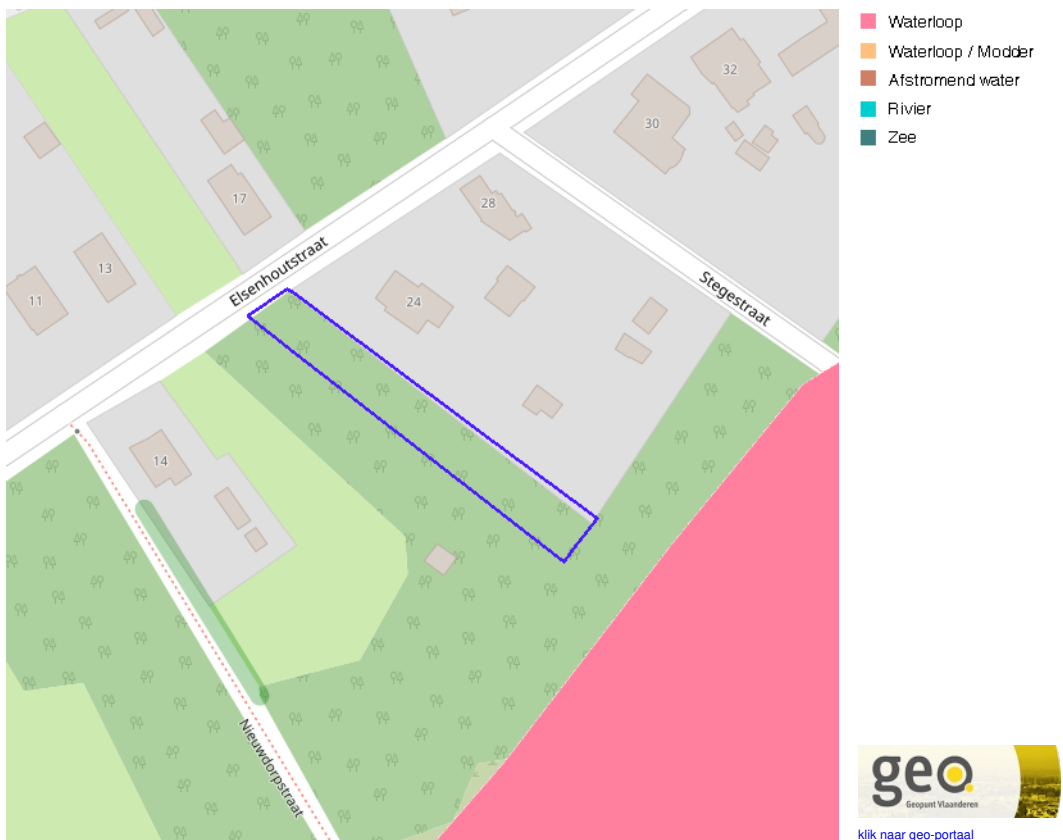 Waterloop
Waterloop / Modder
Afstromend water
Rivier
Zee
32
30
17
28
13
Elsenhoutstraat
11
24
Stegestraat
14
Nieuwdorpstraat
geo.
Geopunt Vlaanderen
klik naar geo-portaal